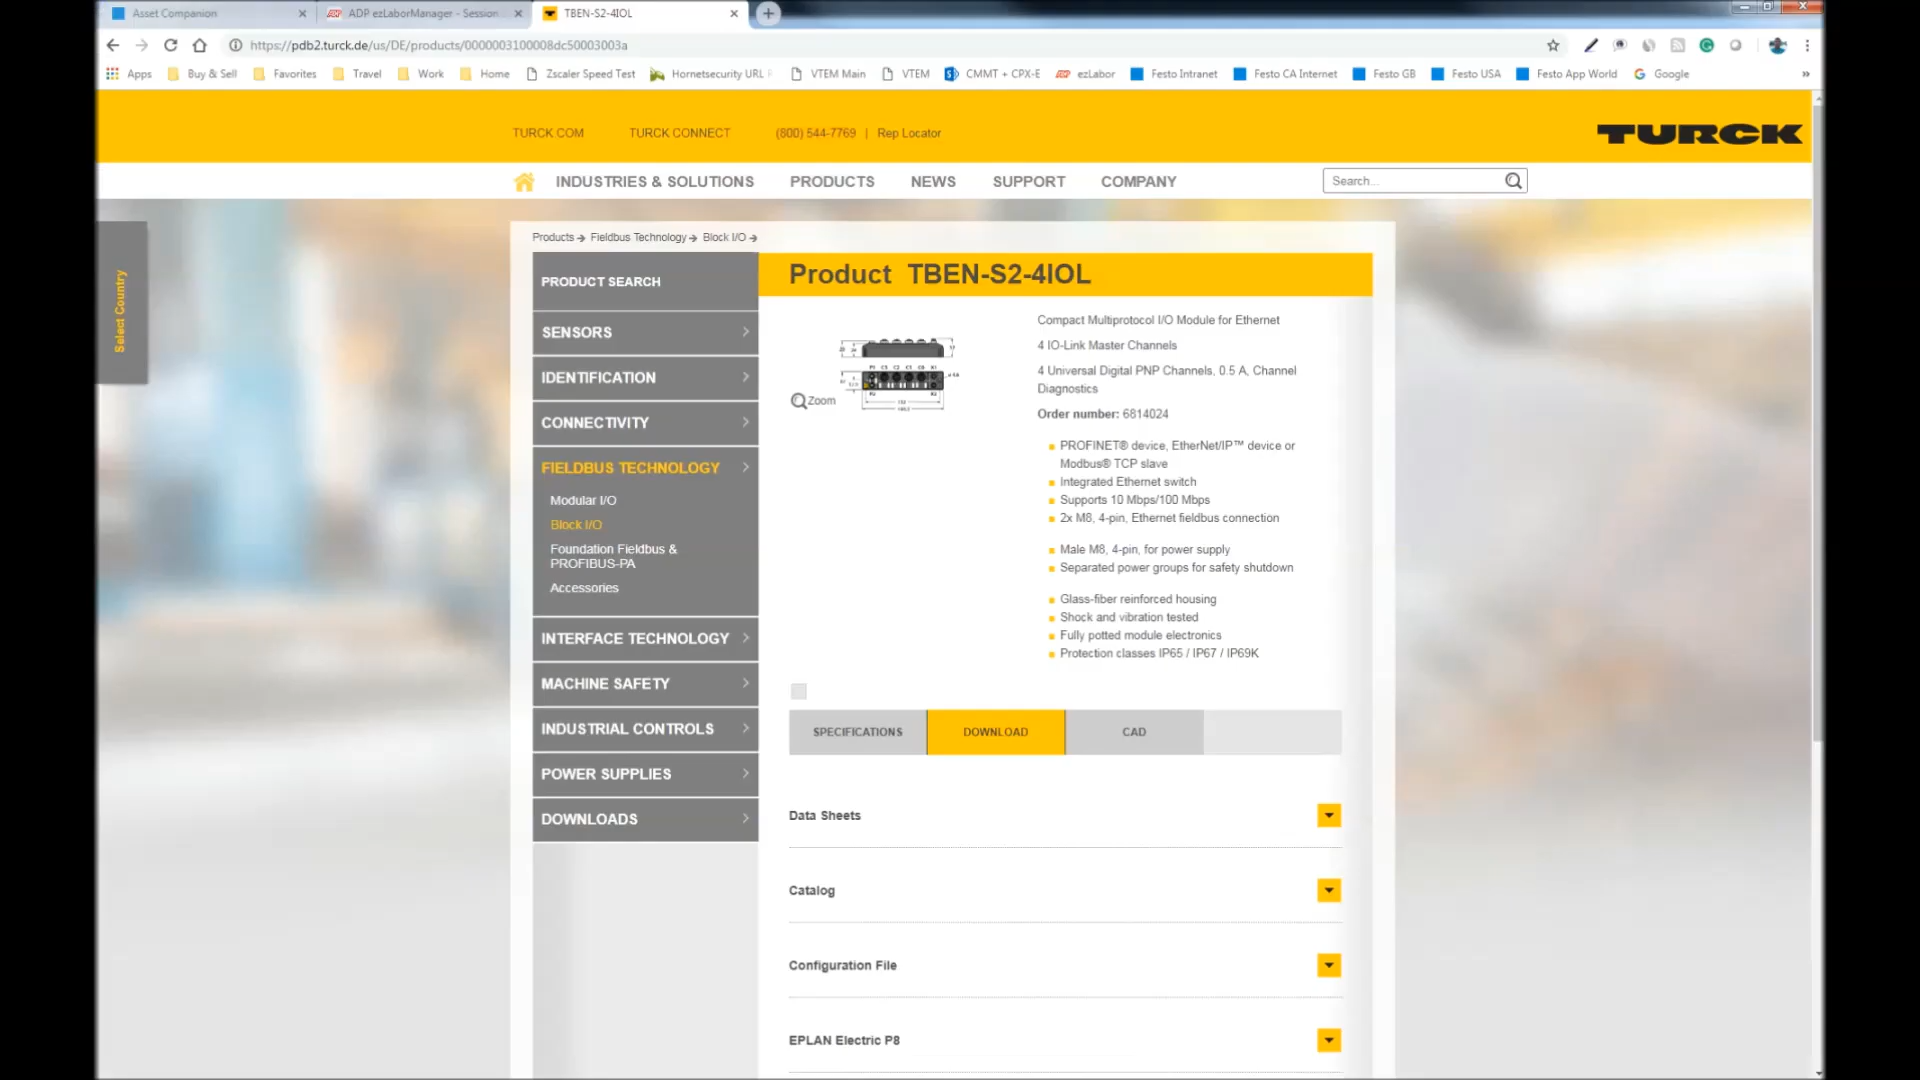 Asset Companion
ADP ezLaborManager - Session
TBEN-S2-4IOL
https://pdb2.turck.de/us/DE/products/0000003100008dc50003003a
Apps
Buy & Sell
Favorites
Travel
Work
Home
Zscaler Speed Test
Hornetsecurity URL
VTEM Main
VTEM
CMMT + CPX-E
ezLabor
Festo Intranet
Festo CA Internet
Festo GB
Festo USA
Festo App World
Google
»
TURCK COM
TURCK CONNECT
(800) 544-7769 | Rep Locator
TURCK
INDUSTRIES & SOLUTIONS
PRODUCTS
NEWS
SUPPORT
COMPANY
Search...
Select Country
Products → Fieldbus Technology → Block I/O →
PRODUCT SEARCH
SENSORS
IDENTIFICATION
CONNECTIVITY
FIELDBUS TECHNOLOGY
Modular I/O
Block I/O
Foundation Fieldbus &
PROFIBUS-PA
Accessories
INTERFACE TECHNOLOGY
MACHINE SAFETY
INDUSTRIAL CONTROLS
POWER SUPPLIES
DOWNLOADS
Product TBEN-S2-4IOL
Zoom
Compact Multiprotocol I/O Module for Ethernet
4 IO-Link Master Channels
4 Universal Digital PNP Channels, 0.5 A, Channel
Diagnostics
Order number: 6814024
PROFINET® device, EtherNet/IP™ device or
Modbus® TCP slave
Integrated Ethernet switch
Supports 10 Mbps/100 Mbps
2x M8, 4-pin, Ethernet fieldbus connection
Male M8, 4-pin, for power supply
Separated power groups for safety shutdown
Glass-fiber reinforced housing
Shock and vibration tested
Fully potted module electronics
Protection classes IP65 / IP67 / IP69K
SPECIFICATIONS
DOWNLOAD
CAD
Data Sheets
Catalog
Configuration File
EPLAN Electric P8